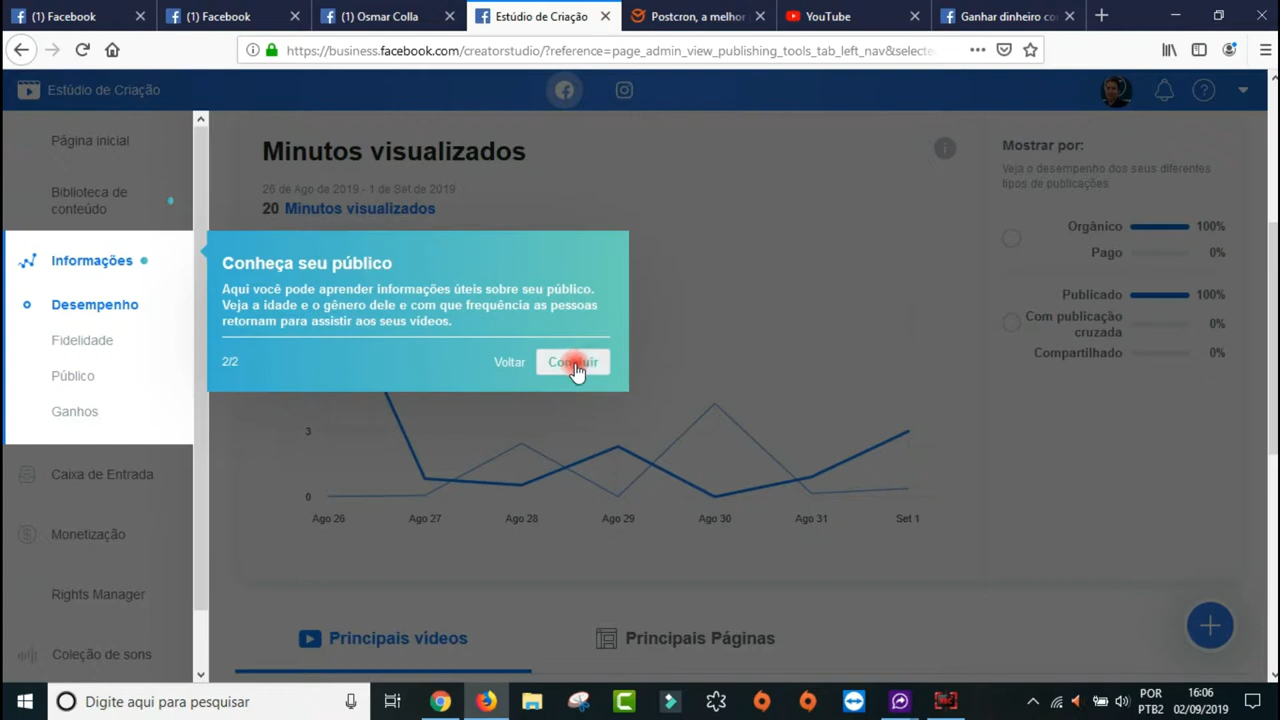 (1) Facebook
(1) Facebook
(1) Osmar Colla
Estúdio de Criação
Postcron, a melhor
YouTube
Ganhar dinheiro co
https://business.facebook.com/creatorstudio/?reference=page_admin_view_publishing_tools_tab_left_nav&selecte
Estúdio de Criação
Página inicial
Biblioteca de
conteúdo
Informações
Desempenho
Fidelidade
Público
Ganhos
Caixa de Entrada
Monetização
Rights Manager
Coleção de sons
Minutos visualizados
26 de Ago de 2019 - 1 de Set de 2019
20 Minutos visualizados
Conheça seu público
Aqui você pode aprender informações úteis sobre seu público.
Veja a idade e o gênero dele e com que frequência as pessoas
retornam para assistir aos seus vídeos.
2/2
Voltar
Concluir
3
0
Ago 26
Ago 27
Ago 28
Ago 29
Ago 30
Ago 31
Set 1
Mostrar por:
Veja o desempenho dos seus diferentes
tipos de publicações
Orgânico 100%
Pago 0%
Publicado 100%
Com publicação
cruzada 0%
Compartilhado 0%
Principais vídeos
Principais Páginas
Digite aqui para pesquisar
POR
PTB2
16:06
02/09/2019